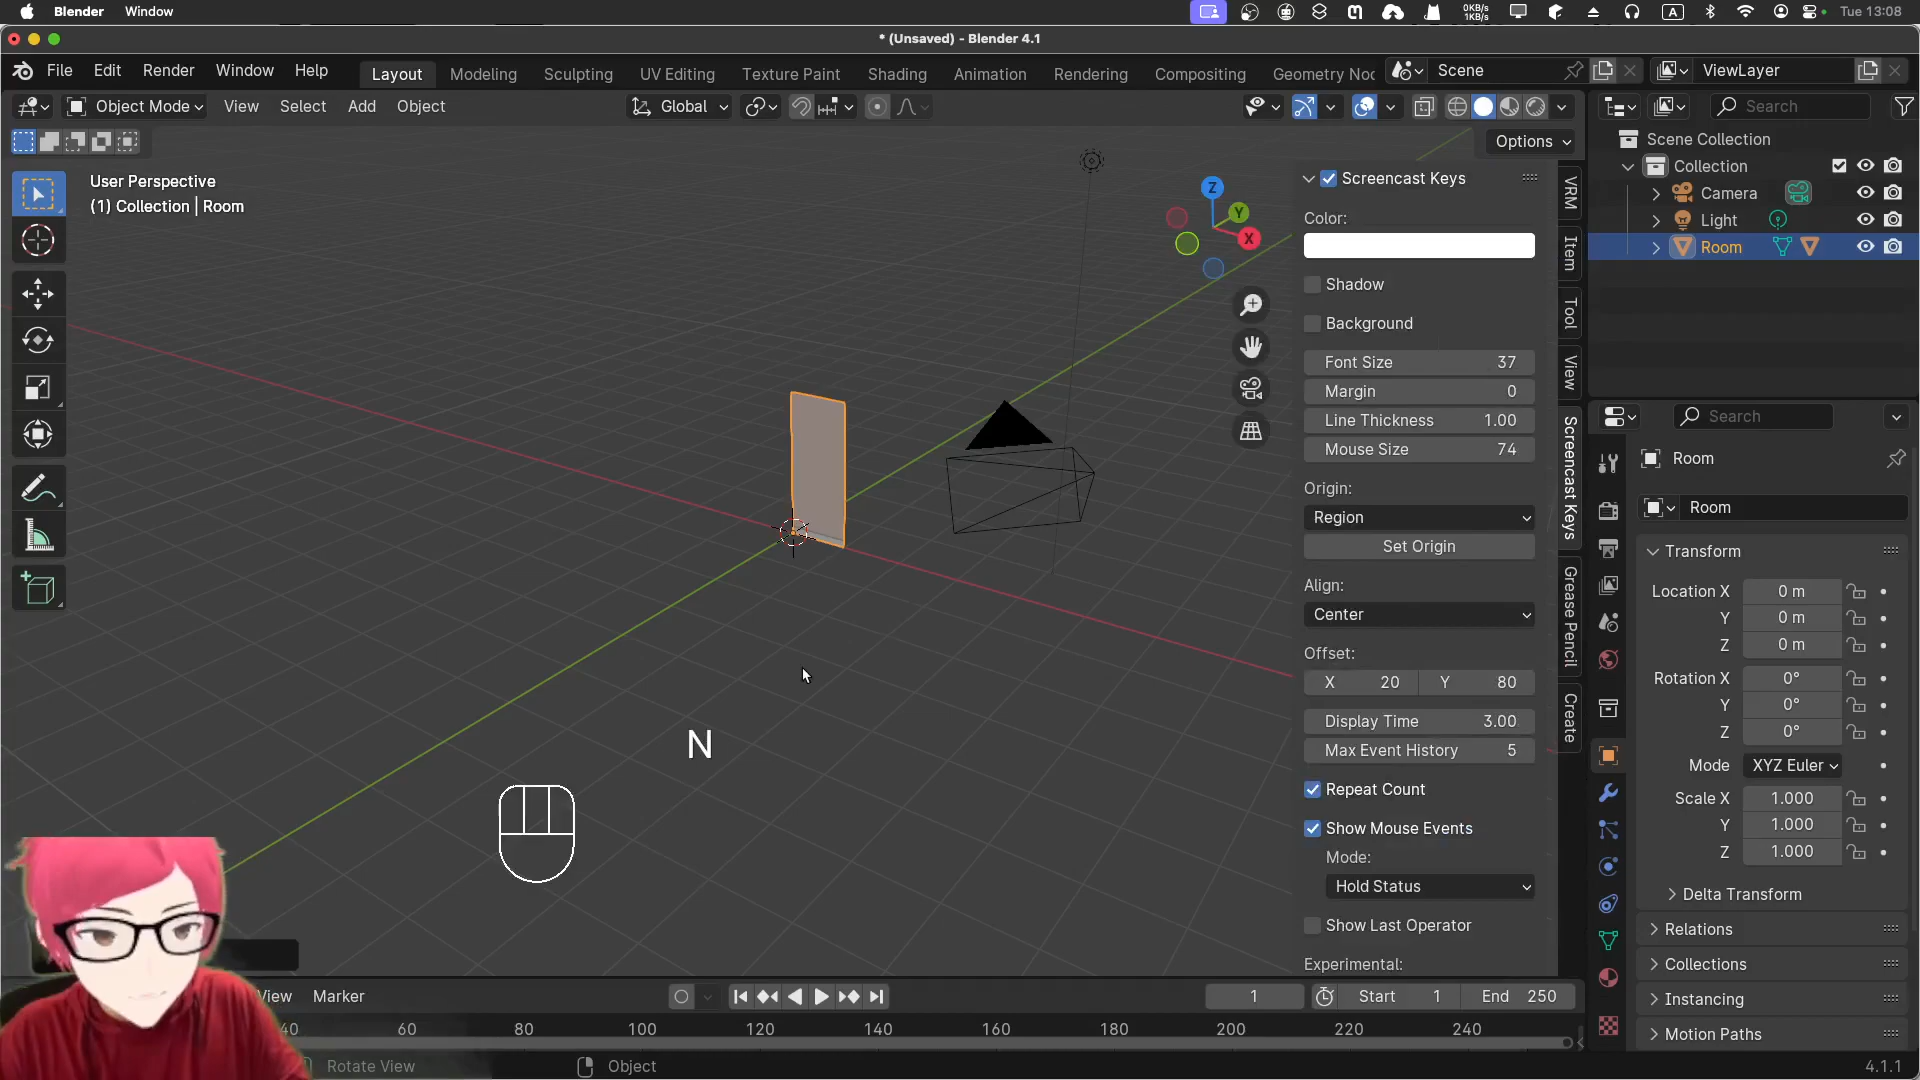 Blender Window
0KB/s
1KB/s
A
Tue 13:08
* (Unsaved) - Blender 4.1
File Edit Render Window Help
Layout Modeling Sculpting UV Editing Texture Paint Shading Animation Rendering Compositing Geometry Noc
Scene
ViewLayer
Object Mode View Select Add Object
Global
Search
Options
User Perspective
(1) Collection | Room
Z
Y
X
Screencast Keys
Color:
Shadow
Background
Font Size 37
Margin 0
Line Thickness 1.00
Mouse Size 74
Origin:
Region
Set Origin
Align:
Center
Offset:
X 20 Y 80
Display Time 3.00
Max Event History 5
Repeat Count
Show Mouse Events
Mode:
Hold Status
Show Last Operator
Experimental:
VRM
Item
Tool
View
Screencast Keys
Grease Pencil
Create
N
Scene Collection
Collection
Camera
Light
Room
Search
Room
Room
Transform
Location X 0 m
Y 0 m
Z 0 m
Rotation X 0°
Y 0°
Z 0°
Mode XYZ Euler
Scale X 1.000
Y 1.000
Z 1.000
Delta Transform
Relations
Collections
Instancing
Motion Paths
View Marker
1
Start 1
End 250
40 60 80 100 120 140 160 180 200 220 240
Rotate View
Object
4.1.1